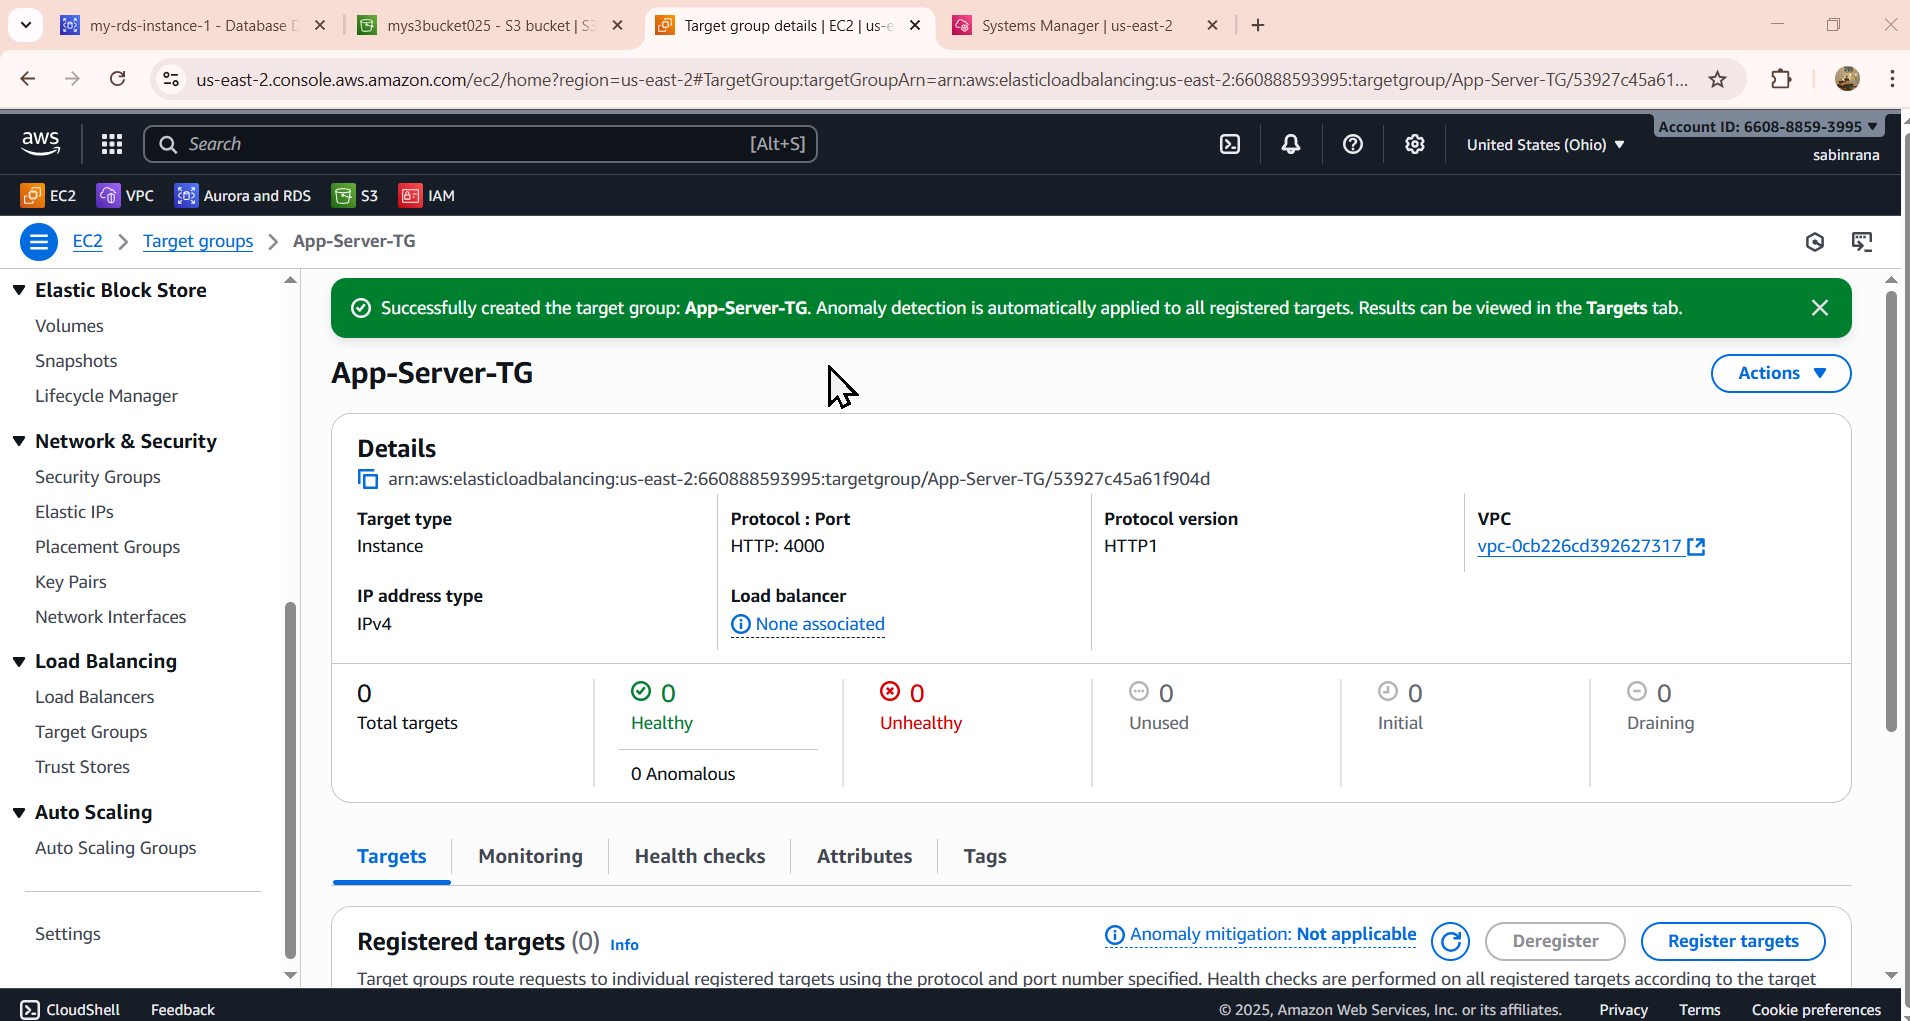 my-rds-instance-1 - Database D
mys3bucket025 - S3 bucket | S3
Target group details | EC2 | us-e
Systems Manager | us-east-2
us-east-2.console.aws.amazon.com/ec2/home?region=us-east-2#TargetGroup:targetGroupArn=arn:aws:elasticloadbalancing:us-east-2:660888593995:targetgroup/App-Server-TG/53927c45a61...
aws
Search
[Alt+S]
United States (Ohio)
Account ID: 6608-8859-3995
sabinrana
EC2
VPC
Aurora and RDS
S3
IAM
EC2 > Target groups > App-Server-TG
Elastic Block Store
Volumes
Snapshots
Lifecycle Manager
Network & Security
Security Groups
Elastic IPs
Placement Groups
Key Pairs
Network Interfaces
Load Balancing
Load Balancers
Target Groups
Trust Stores
Auto Scaling
Auto Scaling Groups
Settings
Successfully created the target group: App-Server-TG. Anomaly detection is automatically applied to all registered targets. Results can be viewed in the Targets tab.
App-Server-TG
Actions
Details
arn:aws:elasticloadbalancing:us-east-2:660888593995:targetgroup/App-Server-TG/53927c45a61f904d
Target type
Instance
Protocol : Port
HTTP: 4000
Protocol version
HTTP1
VPC
vpc-0cb226cd392627317
IP address type
IPv4
Load balancer
None associated
0
Total targets
0
Healthy
0 Anomalous
0
Unhealthy
0
Unused
0
Initial
0
Draining
Targets
Monitoring
Health checks
Attributes
Tags
Registered targets (0) Info
Anomaly mitigation: Not applicable
Deregister
Register targets
Target groups route requests to individual registered targets using the protocol and port number specified. Health checks are performed on all registered targets according to the target
CloudShell
Feedback
© 2025, Amazon Web Services, Inc. or its affiliates.
Privacy
Terms
Cookie preferences